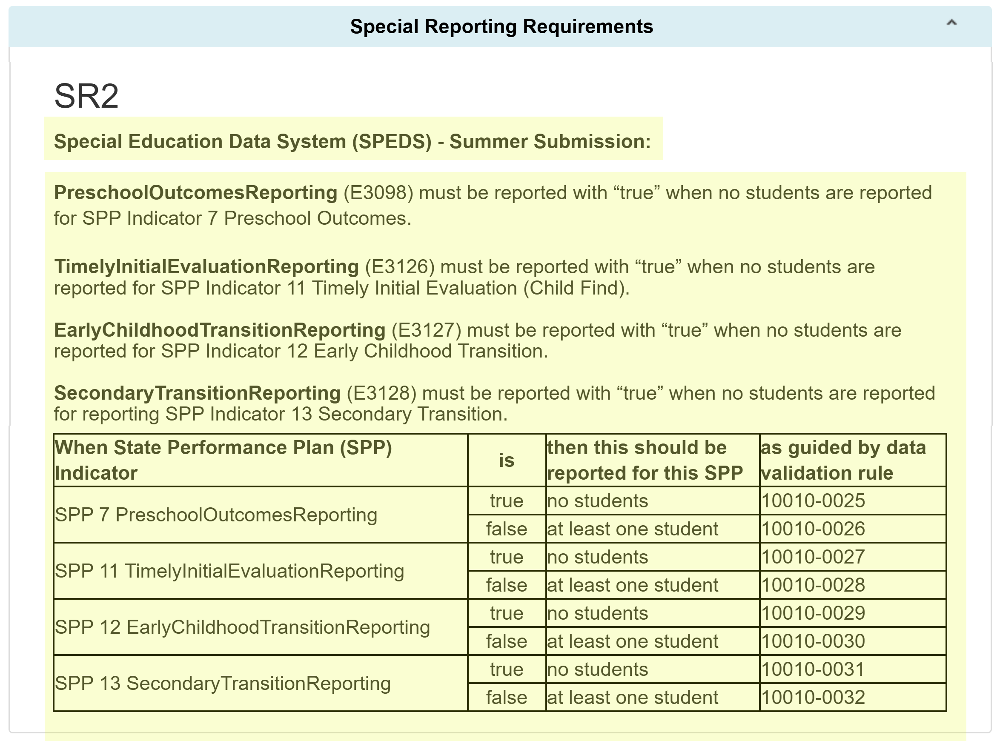 Special Reporting Requirements
SR2
Special Education Data System (SPEDS) - Summer Submission:
PreschoolOutcomesReporting (E3098) must be reported with “true” when no students are reported
for SPP Indicator 7 Preschool Outcomes.
TimelyInitialEvaluationReporting (E3126) must be reported with “true” when no students are
reported for SPP Indicator 11 Timely Initial Evaluation (Child Find).
EarlyChildhoodTransitionReporting (E3127) must be reported with “true” when no students are
reported for SPP Indicator 12 Early Childhood Transition.
SecondaryTransitionReporting (E3128) must be reported with “true” when no students are reported
for reporting SPP Indicator 13 Secondary Transition.
When State Performance Plan (SPP) Indicator is then this should be reported for this SPP as guided by data validation rule
SPP 7 PreschoolOutcomesReporting true no students 10010-0025
false at least one student 10010-0026
SPP 11 TimelyInitialEvaluationReporting true no students 10010-0027
false at least one student 10010-0028
SPP 12 EarlyChildhoodTransitionReporting true no students 10010-0029
false at least one student 10010-0030
SPP 13 SecondaryTransitionReporting true no students 10010-0031
false at least one student 10010-0032